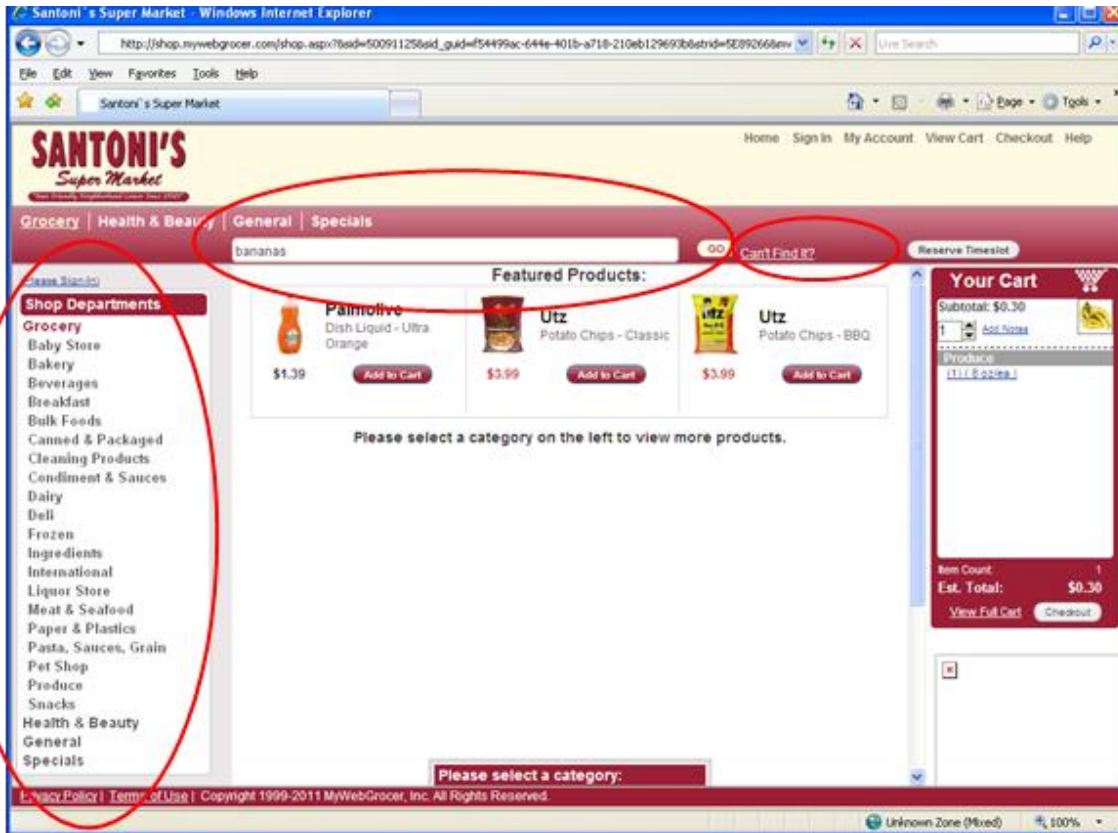 Santoni`s Super Market - Windows Internet Explorer
Live Search
File Edit View Favorites Tools Help
Santoni`s Super Market
Page Tools
SANTONI'S
Super Market
Home Sign In My Account View Cart Checkout Help
Grocery | Health & Beauty | General | Specials
bananas GO Can't Find It? Reserve Timeslot
(Please Sign In)
Shop Departments
Grocery
Baby Store
Bakery
Beverages
Breakfast
Bulk Foods
Canned & Packaged
Cleaning Products
Condiment & Sauces
Dairy
Deli
Frozen
Ingredients
International
Liquor Store
Meat & Seafood
Paper & Plastics
Pasta, Sauces, Grain
Pet Shop
Produce
Snacks
Health & Beauty
General
Specials
Featured Products:
Palmolive
Dish Liquid - Ultra
Orange
$1.39 Add to Cart
Utz
Potato Chips - Classic
$3.99 Add to Cart
Utz
Potato Chips - BBQ
$3.99 Add to Cart
Please select a category on the left to view more products.
Please select a category:
Your Cart
Subtotal: $0.30
1 Add Notes
Produce
(1) ( 6 oz/ea )
Item Count: 1
Est. Total: $0.30
View Full Cart Checkout
Privacy Policy | Terms of Use | Copyright 1999-2011 MyWebGrocer, Inc. All Rights Reserved.
Unknown Zone (Mixed) 100%